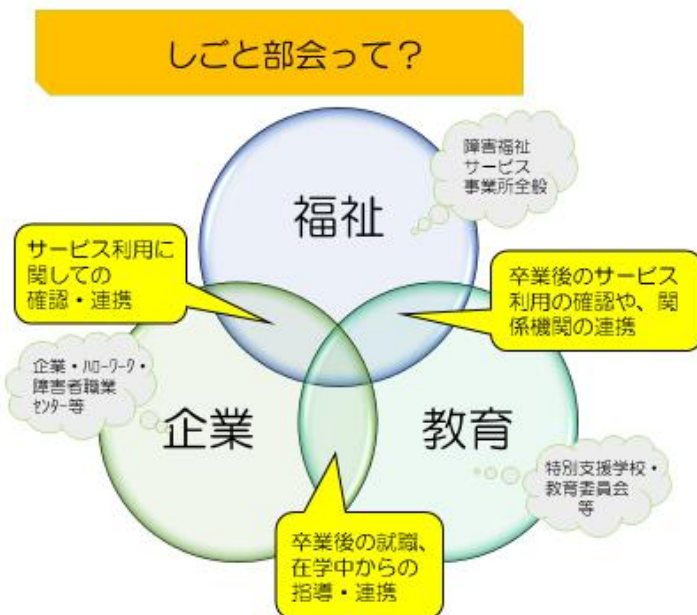 しごと部会って？
障害福祉
サービス
事業所全般
福祉
サービス利用に
関しての
確認・連携
卒業後のサービス
利用の確認や、関
係機関の連携
企業・ﾊﾛｰﾜｰｸ・
障害者職業
ｾﾝﾀｰ等
企業
教育
特別支援学校・
教育委員会
等
卒業後の就職、
在学中からの
指導・連携